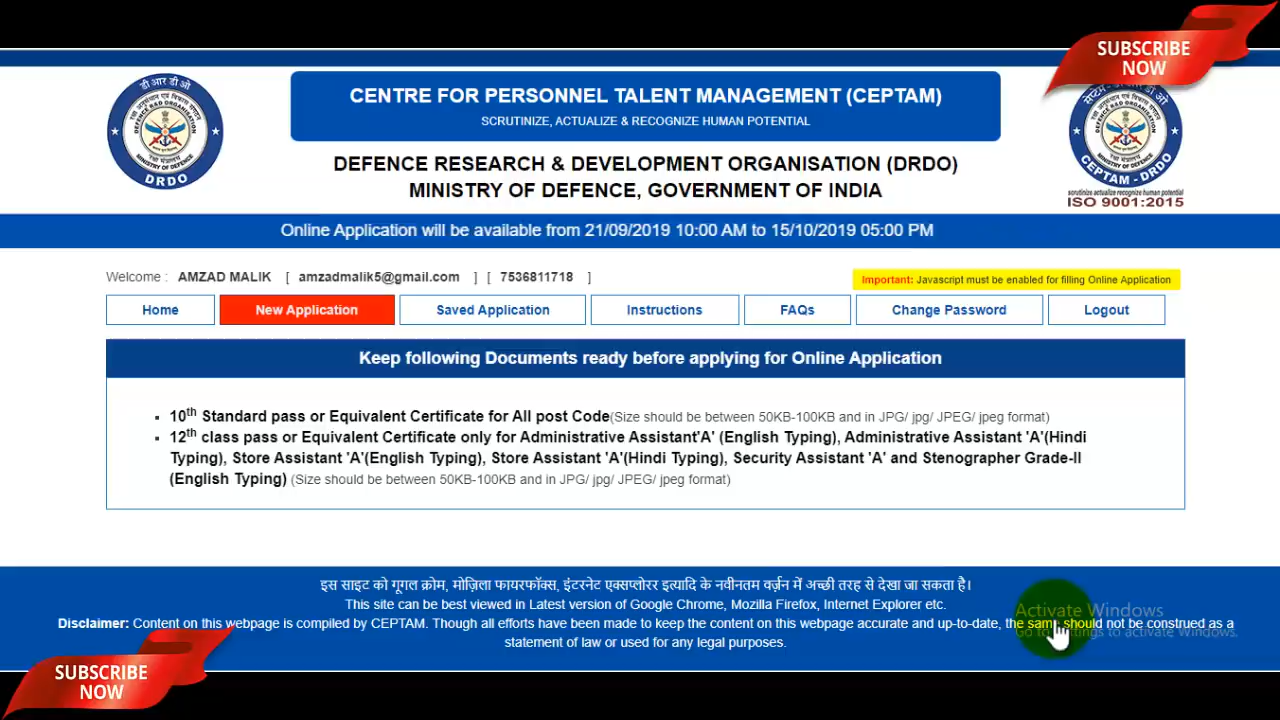 SUBSCRIBE
NOW
डी आर डी ओ
DEFENCE R&D ORGANISATION
MINISTRY OF DEFENCE
DRDO
CENTRE FOR PERSONNEL TALENT MANAGEMENT (CEPTAM)
SCRUTINIZE, ACTUALIZE & RECOGNIZE HUMAN POTENTIAL
DEFENCE RESEARCH & DEVELOPMENT ORGANISATION (DRDO)
MINISTRY OF DEFENCE, GOVERNMENT OF INDIA
CEPTAM - DRDO
scrutinize actualize recognize human potential
ISO 9001:2015
Online Application will be available from 21/09/2019 10:00 AM to 15/10/2019 05:00 PM
Welcome : AMZAD MALIK [ amzadmalik5@gmail.com ] [ 7536811718 ]
Important: Javascript must be enabled for filling Online Application
Home New Application Saved Application Instructions FAQs Change Password Logout
Keep following Documents ready before applying for Online Application
▪ 10th Standard pass or Equivalent Certificate for All post Code(Size should be between 50KB-100KB and in JPG/ jpg/ JPEG/ jpeg format)
▪ 12th class pass or Equivalent Certificate only for Administrative Assistant'A' (English Typing), Administrative Assistant 'A'(Hindi
Typing), Store Assistant 'A'(English Typing), Store Assistant 'A'(Hindi Typing), Security Assistant 'A' and Stenographer Grade-II
(English Typing) (Size should be between 50KB-100KB and in JPG/ jpg/ JPEG/ jpeg format)
इस साइट को गूगल क्रोम, मोज़िला फायरफॉक्स, इंटरनेट एक्सप्लोरर इत्यादि के नवीनतम वर्ज़न में अच्छी तरह से देखा जा सकता है।
This site can be best viewed in Latest version of Google Chrome, Mozilla Firefox, Internet Explorer etc.
Disclaimer: Content on this webpage is compiled by CEPTAM. Though all efforts have been made to keep the content on this webpage accurate and up-to-date, the same should not be construed as a
statement of law or used for any legal purposes.
Activate Windows
Go to Settings to activate Windows.
SUBSCRIBE
NOW